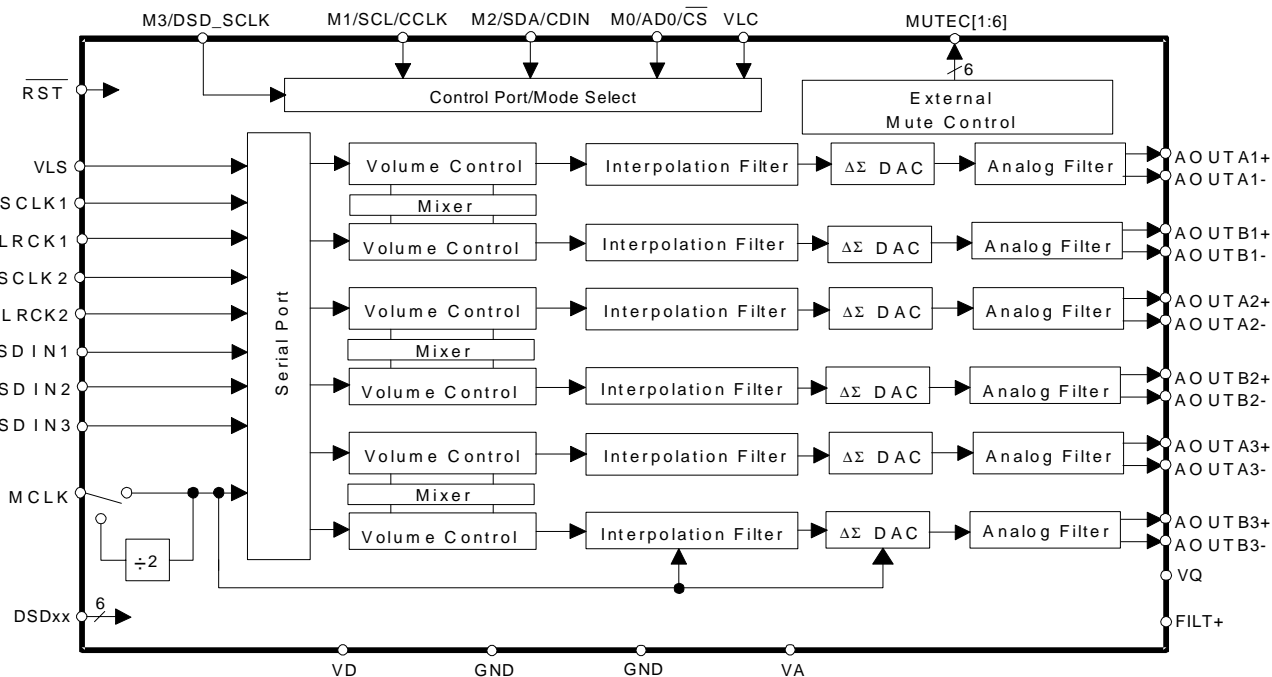 M3/DSD_SCLK
M1/SCL/CCLK
M2/SDA/CDIN
M0/AD0/CS
VLC
MUTEC[1:6]
RST
6
Control Port/Mode Select
External
Mute Control
VLS
SCLK1
LRCK1
SCLK2
LRCK2
SDIN1
SDIN2
SDIN3
MCLK
÷2
DSDxx
6
Serial Port
Volume Control
Interpolation Filter
ΔΣ DAC
Analog Filter
AOUTA1+
AOUTA1-
Mixer
Volume Control
Interpolation Filter
ΔΣ DAC
Analog Filter
AOUTB1+
AOUTB1-
Volume Control
Interpolation Filter
ΔΣ DAC
Analog Filter
AOUTA2+
AOUTA2-
Mixer
Volume Control
Interpolation Filter
ΔΣ DAC
Analog Filter
AOUTB2+
AOUTB2-
Volume Control
Interpolation Filter
ΔΣ DAC
Analog Filter
AOUTA3+
AOUTA3-
Mixer
Volume Control
Interpolation Filter
ΔΣ DAC
Analog Filter
AOUTB3+
AOUTB3-
VQ
FILT+
VD
GND
GND
VA